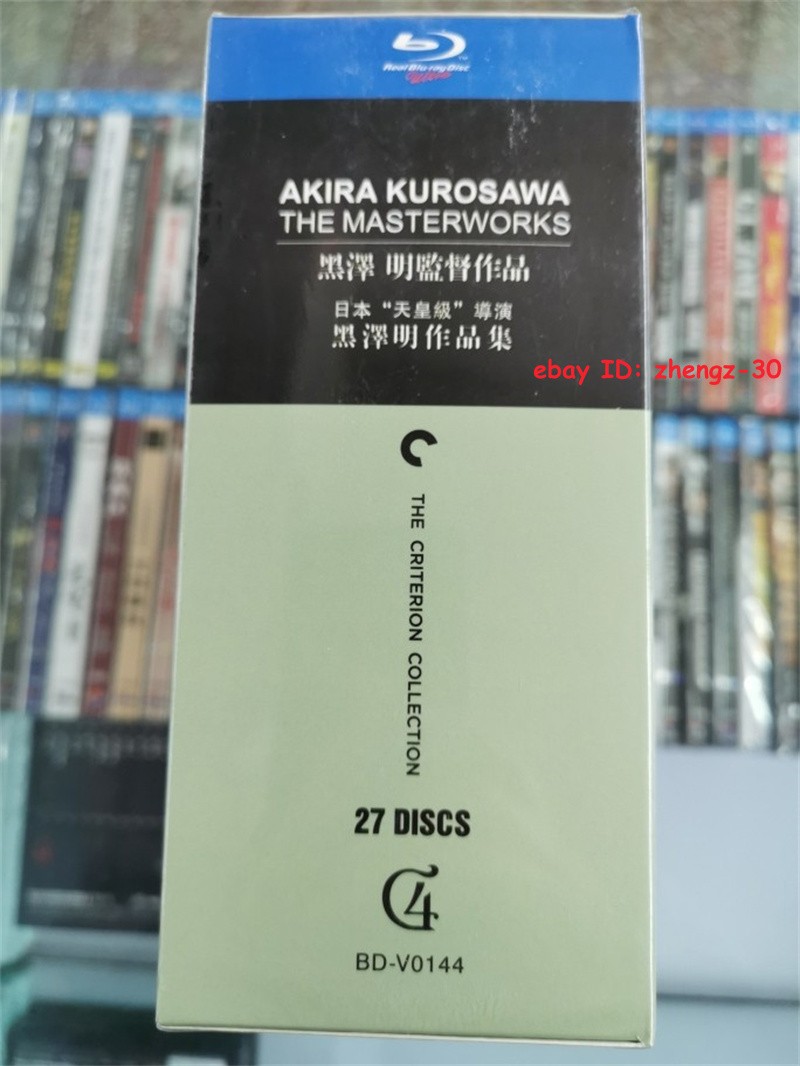 Real Blu-ray Disc
AKIRA KUROSAWA
THE MASTERWORKS
黑澤 明監督作品
日本“天皇級”導演
黑澤明作品集
ebay ID: zhengz-30
THE CRITERION COLLECTION
27 DISCS
C4
BD-V0144